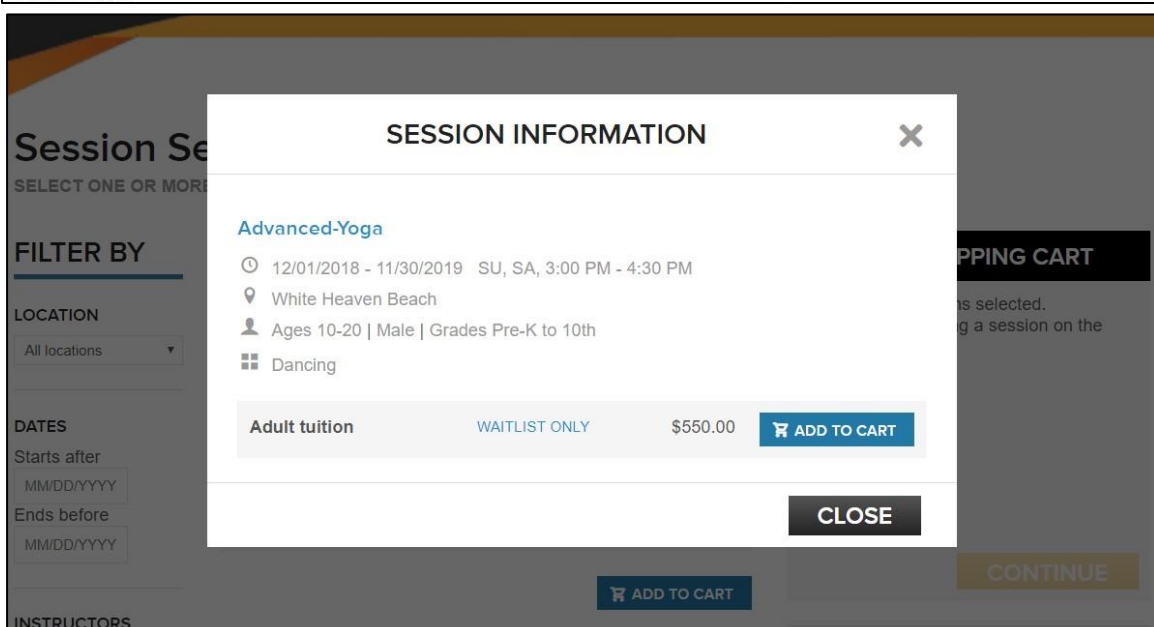 Session Se
SELECT ONE OR MORE
FILTER BY
LOCATION
All locations
DATES
Starts after
MM/DD/YYYY
Ends before
MM/DD/YYYY
INSTRUCTORS
SESSION INFORMATION
Advanced-Yoga
12/01/2018 - 11/30/2019 SU, SA, 3:00 PM - 4:30 PM
White Heaven Beach
Ages 10-20 | Male | Grades Pre-K to 10th
Dancing
Adult tuition WAITLIST ONLY $550.00 ADD TO CART
CLOSE
ADD TO CART
PPING CART
ns selected.
g a session on the
CONTINUE